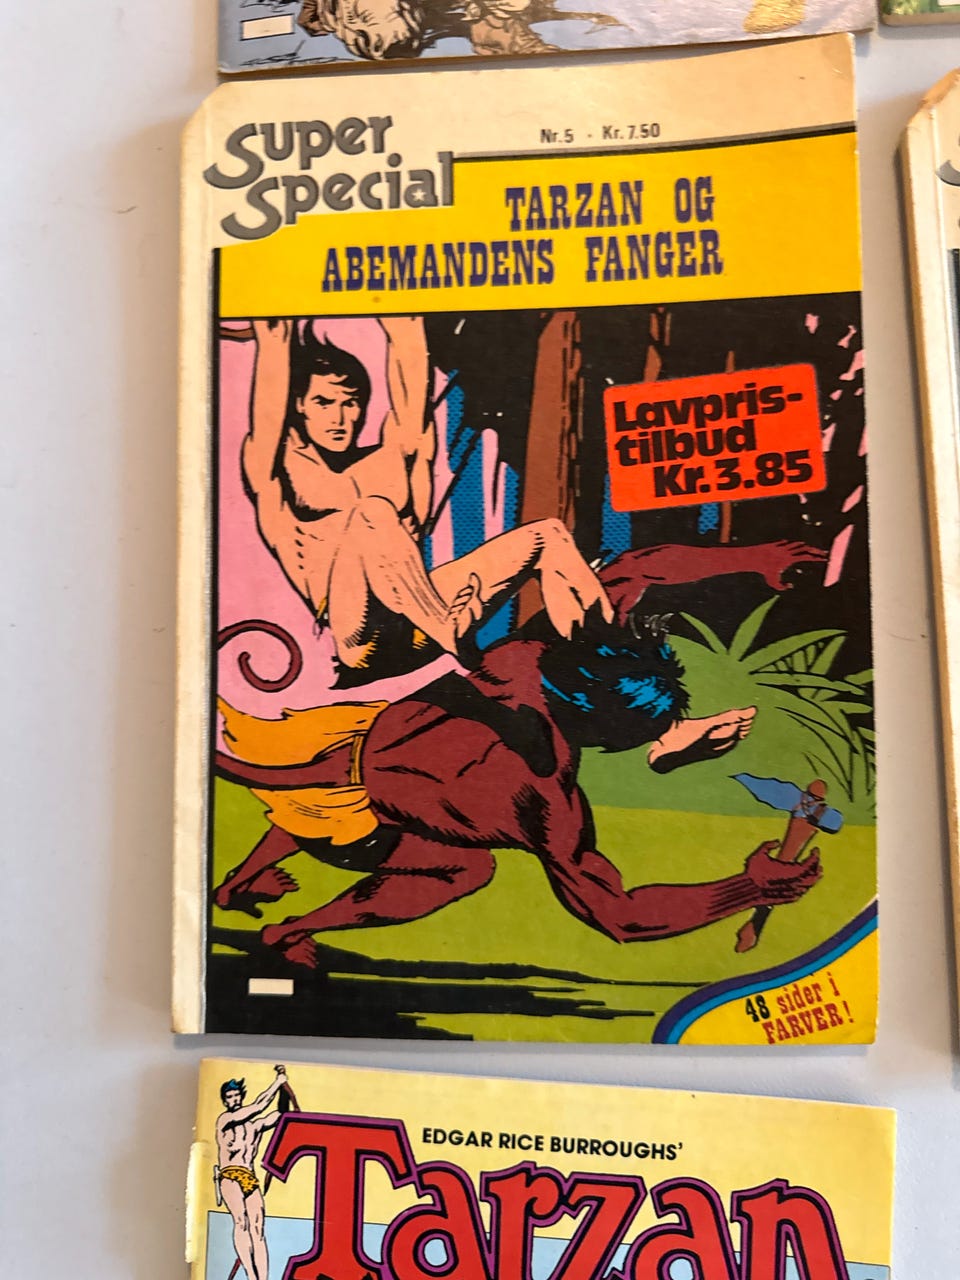 Super
Special
Nr. 5 · Kr. 7.50
TARZAN OG
ABEMANDENS FANGER
Lavpris-
tilbud
Kr. 3.85
48 sider i
FARVER!
EDGAR RICE BURROUGHS'
Tarzan